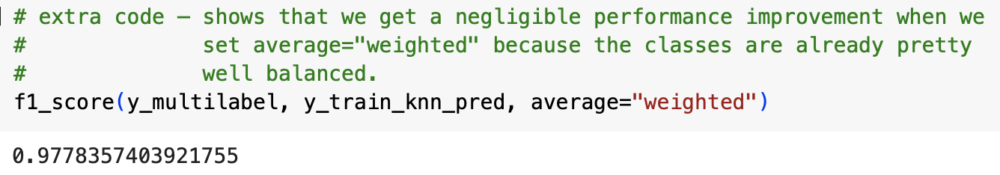 # extra code – shows that we get a negligible performance improvement when we
#              set average="weighted" because the classes are already pretty
#              well balanced.
f1_score(y_multilabel, y_train_knn_pred, average="weighted")
0.9778357403921755